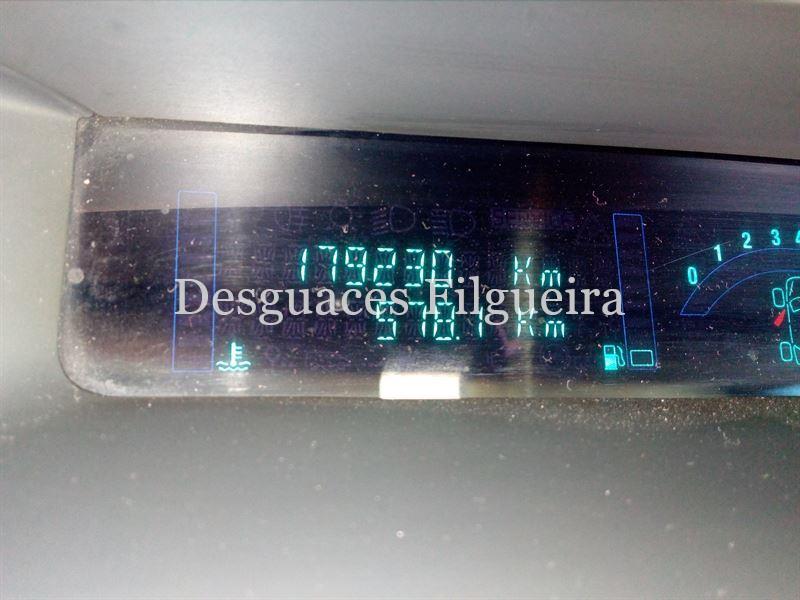 179230 Km
Desguaces Filgueira
578.1 Km
0 1 2 3 4